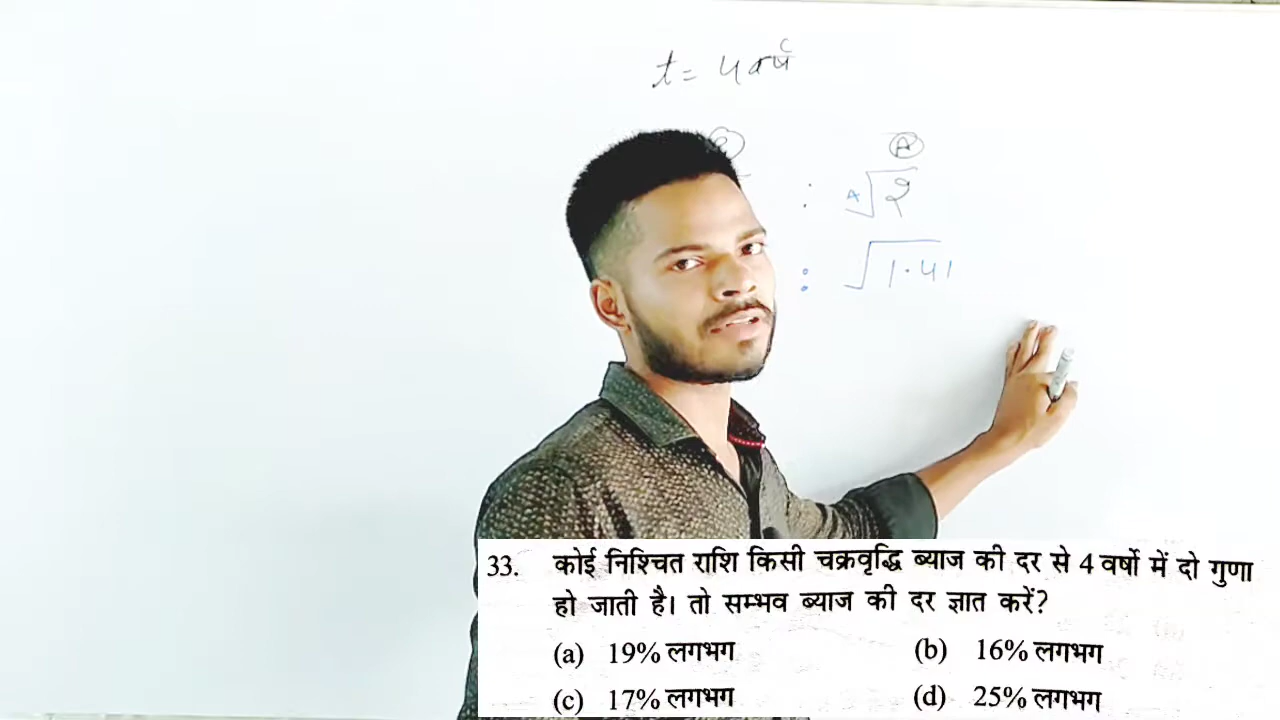 t = 4 वर्ष
A
: 4√2
: √1.41
33. कोई निश्चित राशि किसी चक्रवृद्धि ब्याज की दर से 4 वर्षो में दो गुणा
हो जाती है। तो सम्भव ब्याज की दर ज्ञात करें?
(a) 19% लगभग (b) 16% लगभग
(c) 17% लगभग (d) 25% लगभग